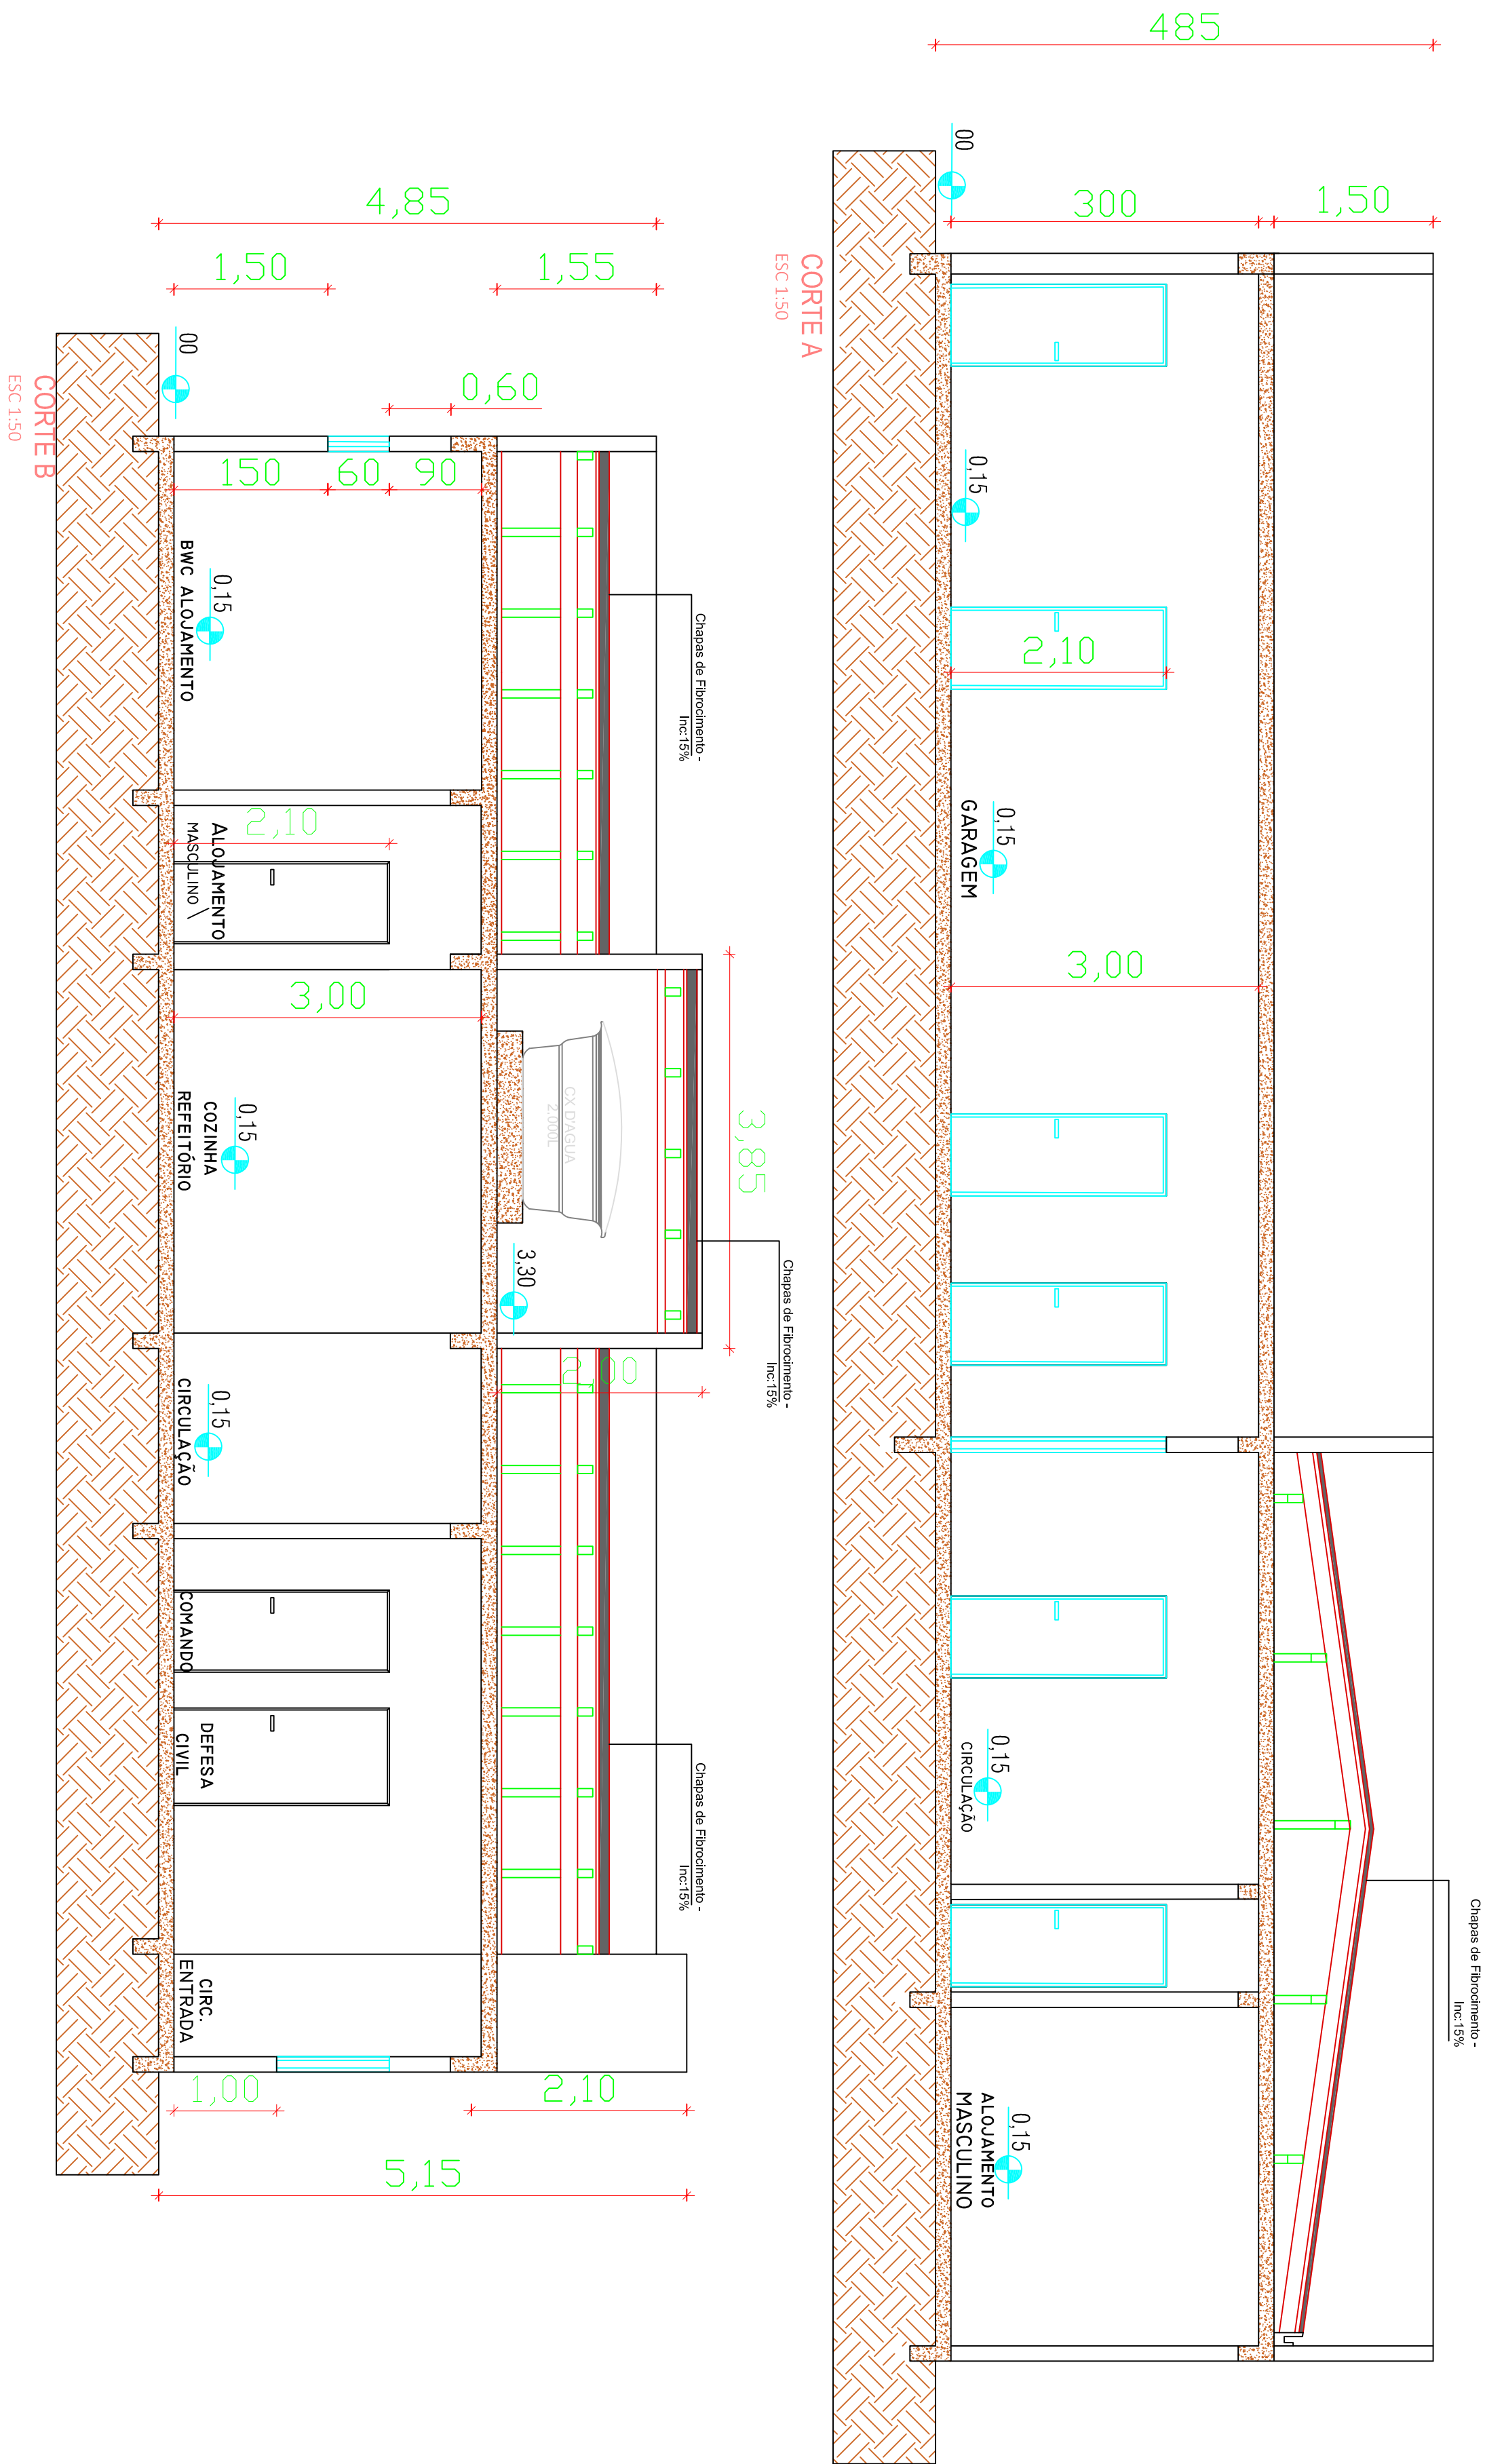 485
00
300
1,50
CORTE A
ESC 1:50
0,15
2,10
0,15
GARAGEM
3,00
0,15
CIRCULAÇÃO
Chapas de Fibrocimento -
Inc:15%
0,15
ALOJAMENTO
MASCULINO
4,85
1,50
1,55
00
CORTE B
ESC 1:50
0,60
150
60
90
0,15
BWC ALOJAMENTO
Chapas de Fibrocimento -
Inc:15%
2,10
ALOJAMENTO
MASCULINO \
3,00
0,15
COZINHA
REFEITÓRIO
CX D'AGUA
2.000L
3,85
3,30
Chapas de Fibrocimento -
Inc:15%
2,00
0,15
CIRCULAÇÃO
COMANDO
DEFESA
CIVIL
Chapas de Fibrocimento -
Inc:15%
CIRC.
ENTRADA
1,00
2,10
5,15